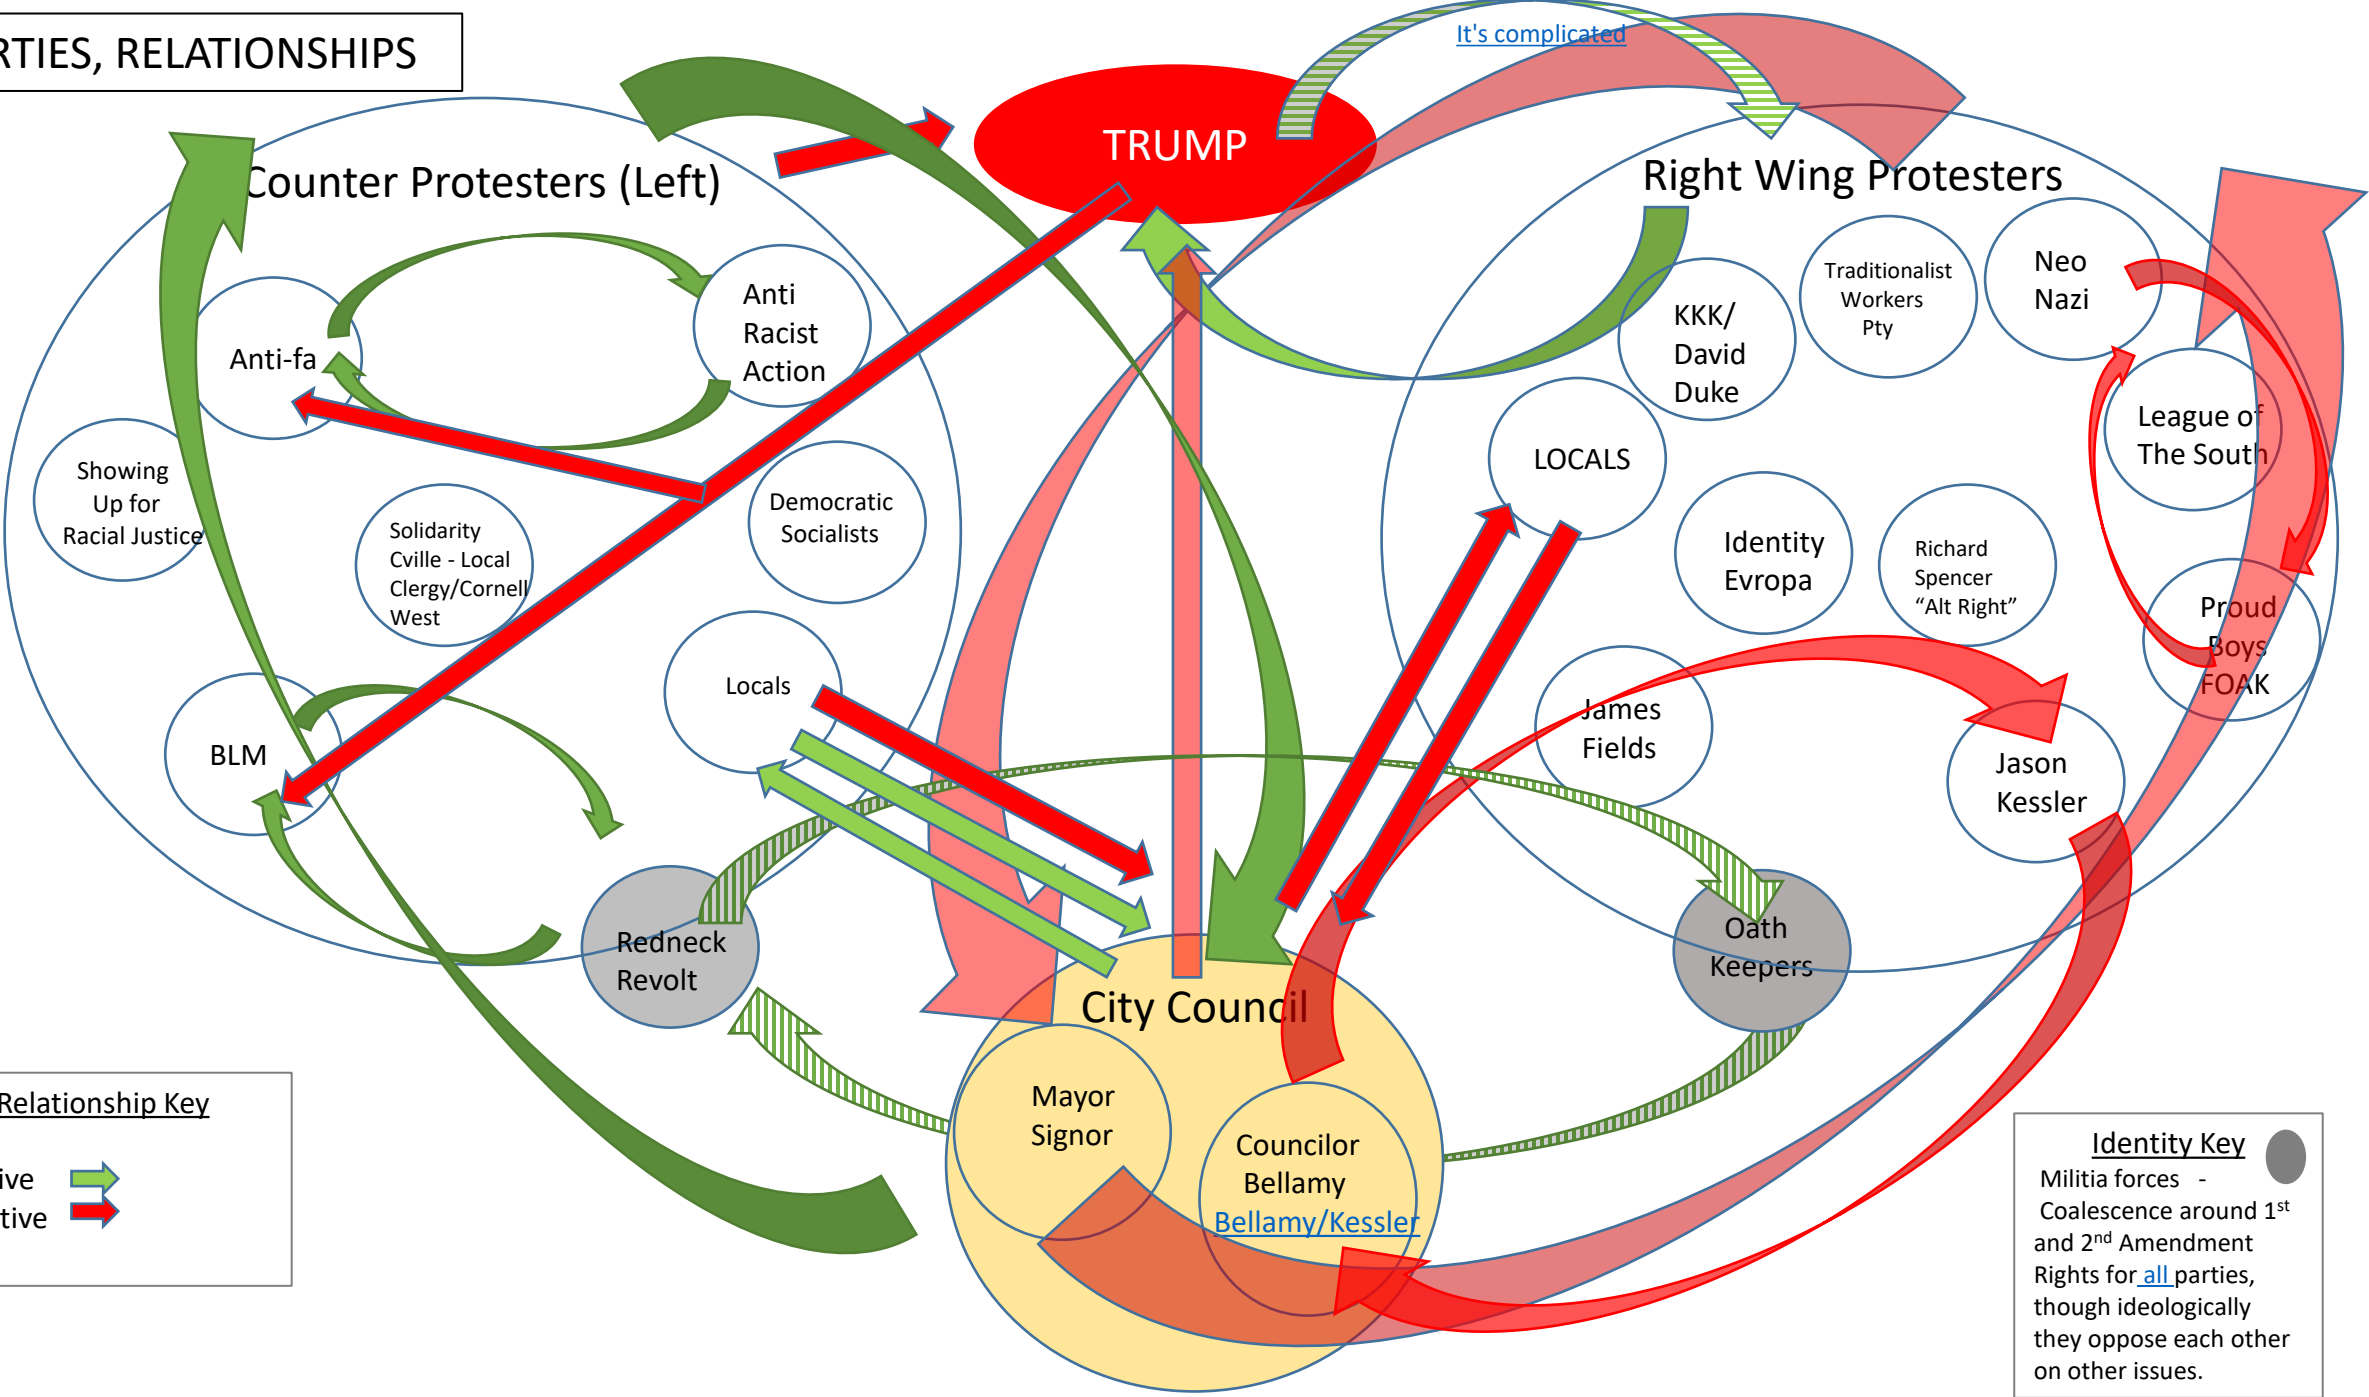 RTIES, RELATIONSHIPS
It's complicated
TRUMP
Counter Protesters (Left)
Right Wing Protesters
Anti-fa
Anti
Racist
Action
Showing
Up for
Racial Justice
Solidarity
Cville - Local
Clergy/Cornell
West
Democratic
Socialists
Locals
BLM
Redneck
Revolt
KKK/
David
Duke
Traditionalist
Workers
Pty
Neo
Nazi
League of
The South
LOCALS
Identity
Evropa
Richard
Spencer
“Alt Right”
Proud
Boys
FOAK
James
Fields
Jason
Kessler
Oath
Keepers
City Council
Mayor
Signor
Councilor
Bellamy
Bellamy/Kessler
Relationship Key
ive
tive
Identity Key
Militia forces -
Coalescence around 1st
and 2nd Amendment
Rights for all parties,
though ideologically
they oppose each other
on other issues.